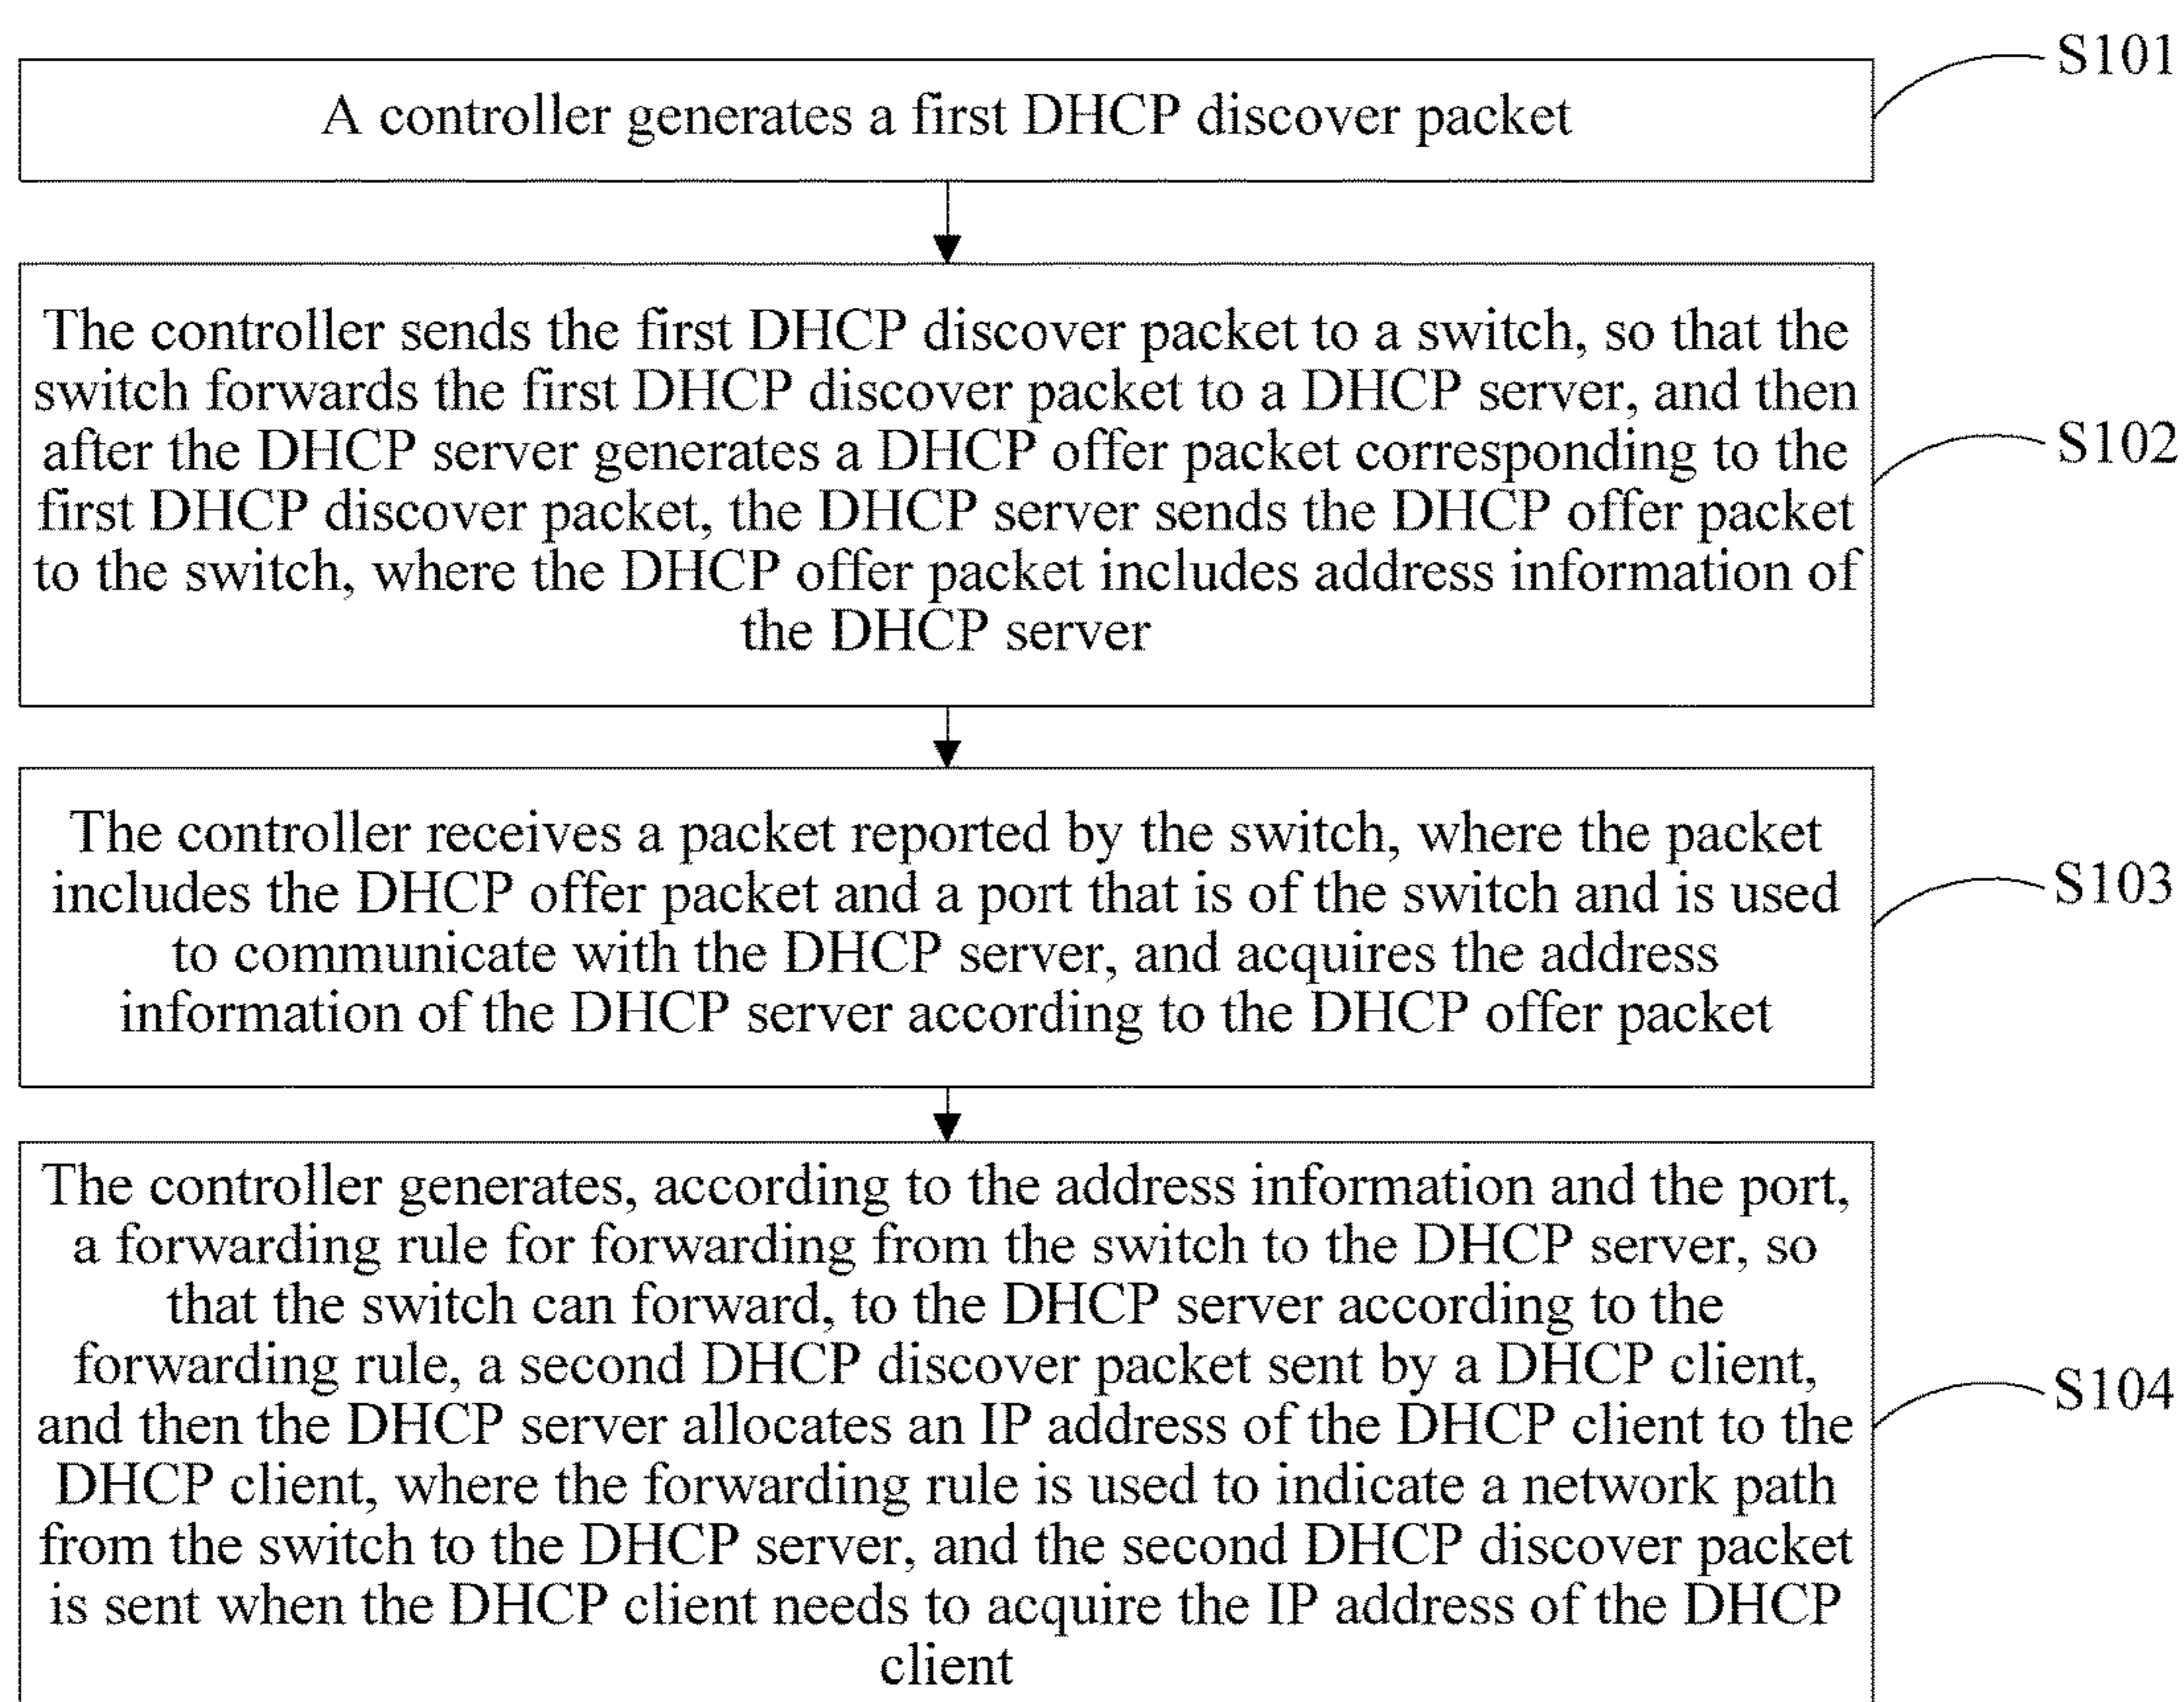 S101
A controller generates a first DHCP discover packet
The controller sends the first DHCP discover packet to a switch, so that the
switch forwards the first DHCP discover packet to a DHCP server, and then
after the DHCP server generates a DHCP offer packet corresponding to the
first DHCP discover packet, the DHCP server sends the DHCP offer packet
to the switch, where the DHCP offer packet includes address information of
the DHCP server
S102
The controller receives a packet reported by the switch, where the packet
includes the DHCP offer packet and a port that is of the switch and is used
to communicate with the DHCP server, and acquires the address
information of the DHCP server according to the DHCP offer packet
S103
The controller generates, according to the address information and the port,
a forwarding rule for forwarding from the switch to the DHCP server, so
that the switch can forward, to the DHCP server according to the
forwarding rule, a second DHCP discover packet sent by a DHCP client,
and then the DHCP server allocates an IP address of the DHCP client to the
DHCP client, where the forwarding rule is used to indicate a network path
from the switch to the DHCP server, and the second DHCP discover packet
is sent when the DHCP client needs to acquire the IP address of the DHCP
client
S104